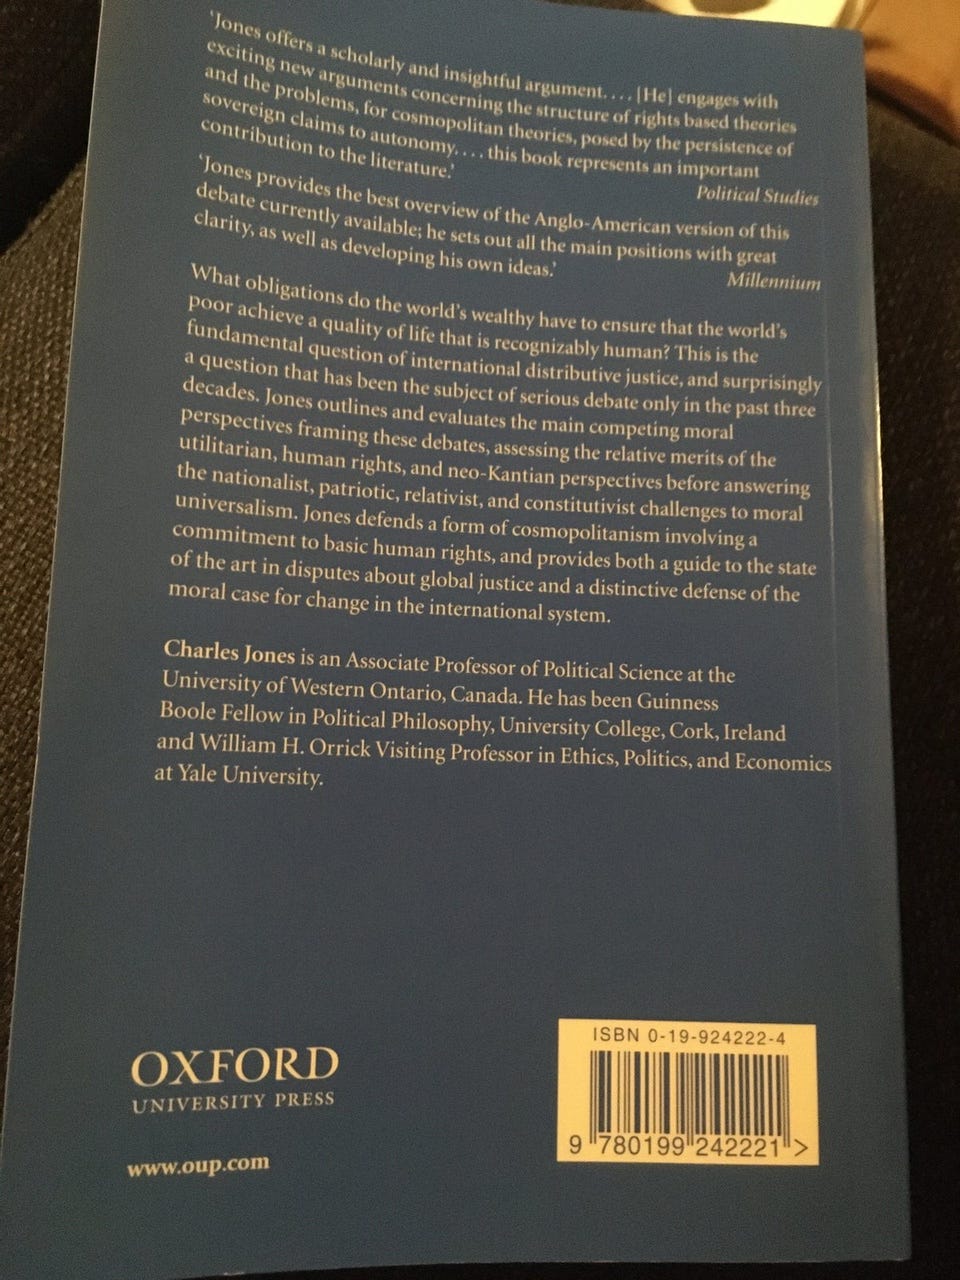 'Jones offers a scholarly and insightful argument. . . . [He] engages with
exciting new arguments concerning the structure of rights based theories
and the problems, for cosmopolitan theories, posed by the persistence of
sovereign claims to autonomy. . . . this book represents an important
contribution to the literature.'
Political Studies
'Jones provides the best overview of the Anglo-American version of this
debate currently available; he sets out all the main positions with great
clarity, as well as developing his own ideas.'
Millennium
What obligations do the world's wealthy have to ensure that the world's
poor achieve a quality of life that is recognizably human? This is the
fundamental question of international distributive justice, and surprisingly
a question that has been the subject of serious debate only in the past three
decades. Jones outlines and evaluates the main competing moral
perspectives framing these debates, assessing the relative merits of the
utilitarian, human rights, and neo-Kantian perspectives before answering
the nationalist, patriotic, relativist, and constitutivist challenges to moral
universalism. Jones defends a form of cosmopolitanism involving a
commitment to basic human rights, and provides both a guide to the state
of the art in disputes about global justice and a distinctive defense of the
moral case for change in the international system.
Charles Jones is an Associate Professor of Political Science at the
University of Western Ontario, Canada. He has been Guinness
Boole Fellow in Political Philosophy, University College, Cork, Ireland
and William H. Orrick Visiting Professor in Ethics, Politics, and Economics
at Yale University.
OXFORD
UNIVERSITY PRESS
www.oup.com
ISBN 0-19-924222-4
9 780199 242221 >